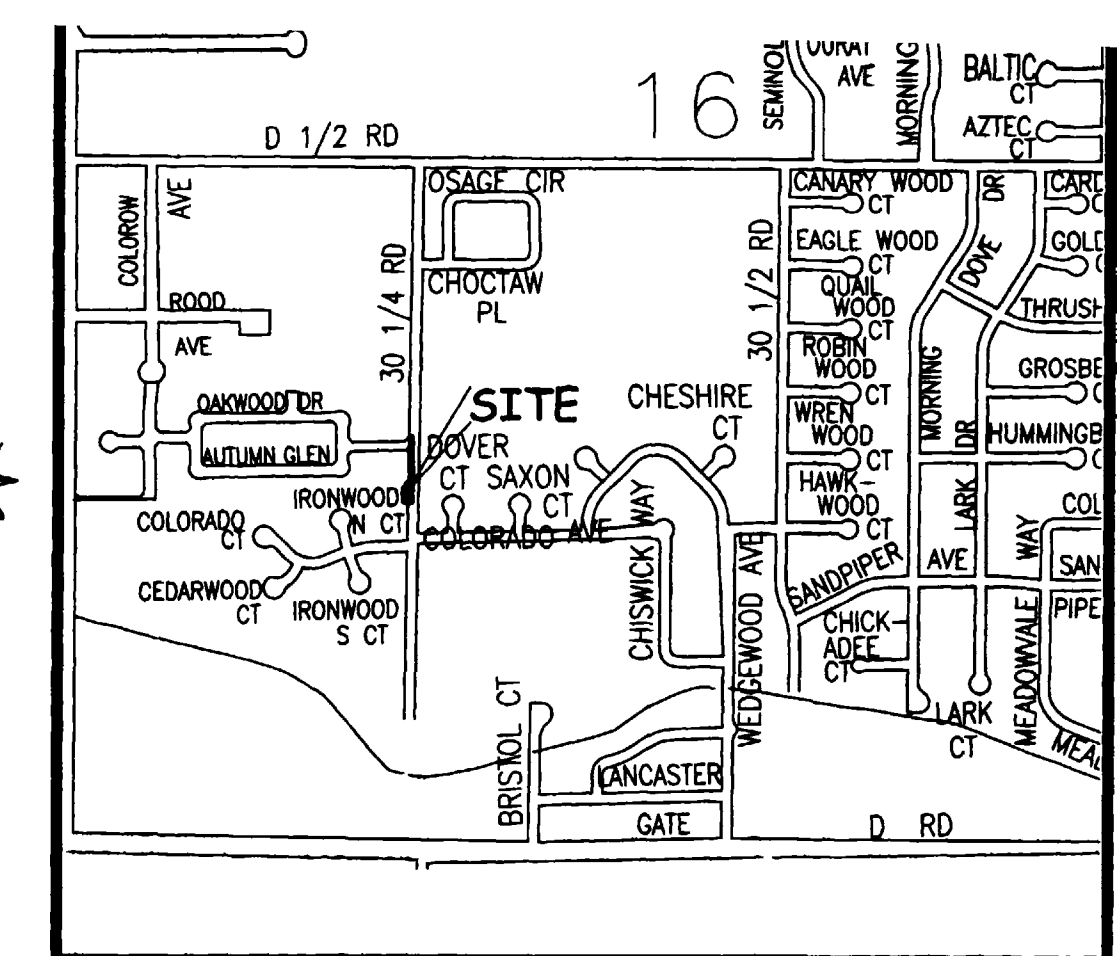 16
SEMINOL
OURAY
AVE
MORNING
BALTIC
CT
AZTEC
CT
D 1/2 RD
COLOROW
AVE
OSAGE CIR
CHOCTAW
PL
ROOD
AVE
30 1/4 RD
30 1/2 RD
CANARY WOOD
CT
EAGLE WOOD
CT
QUAIL
WOOD
CT
ROBIN
WOOD
CT
WREN
WOOD
CT
HAWK-
WOOD
CT
MORNING
DOVE
DR
CARD
GOLD
THRUSH
GROSBE
HUMMINGB
LARK DR
COL
OAKWOOD DR
AUTUMN GLEN
SITE
DOVER
CT
SAXON
CT
CHESHIRE
CT
IRONWOOD
N CT
COLORADO
CT
COLORADO AVE
CEDARWOOD
CT
IRONWOOD
S CT
CHISWICK WAY
WEDGEWOOD AVE
SANDPIPER AVE
CHICK-
ADEE
CT
LARK
CT
MEADOWVALE WAY
SAN
PIPE
MEAD
BRISTOL CT
LANCASTER
GATE
D RD